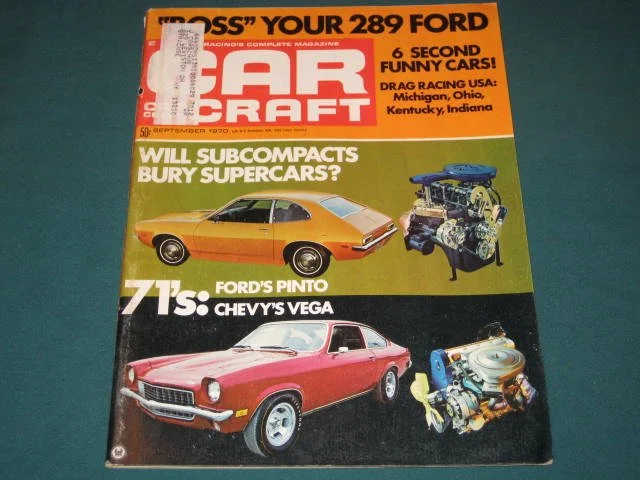 "BOSS" YOUR 289 FORD
RACING'S COMPLETE MAGAZINE
CAR
CRAFT
6 SECOND
FUNNY CARS!
DRAG RACING USA:
Michigan, Ohio,
Kentucky, Indiana
50¢ SEPTEMBER 1970
WILL SUBCOMPACTS
BURY SUPERCARS?
71's: FORD'S PINTO
CHEVY'S VEGA